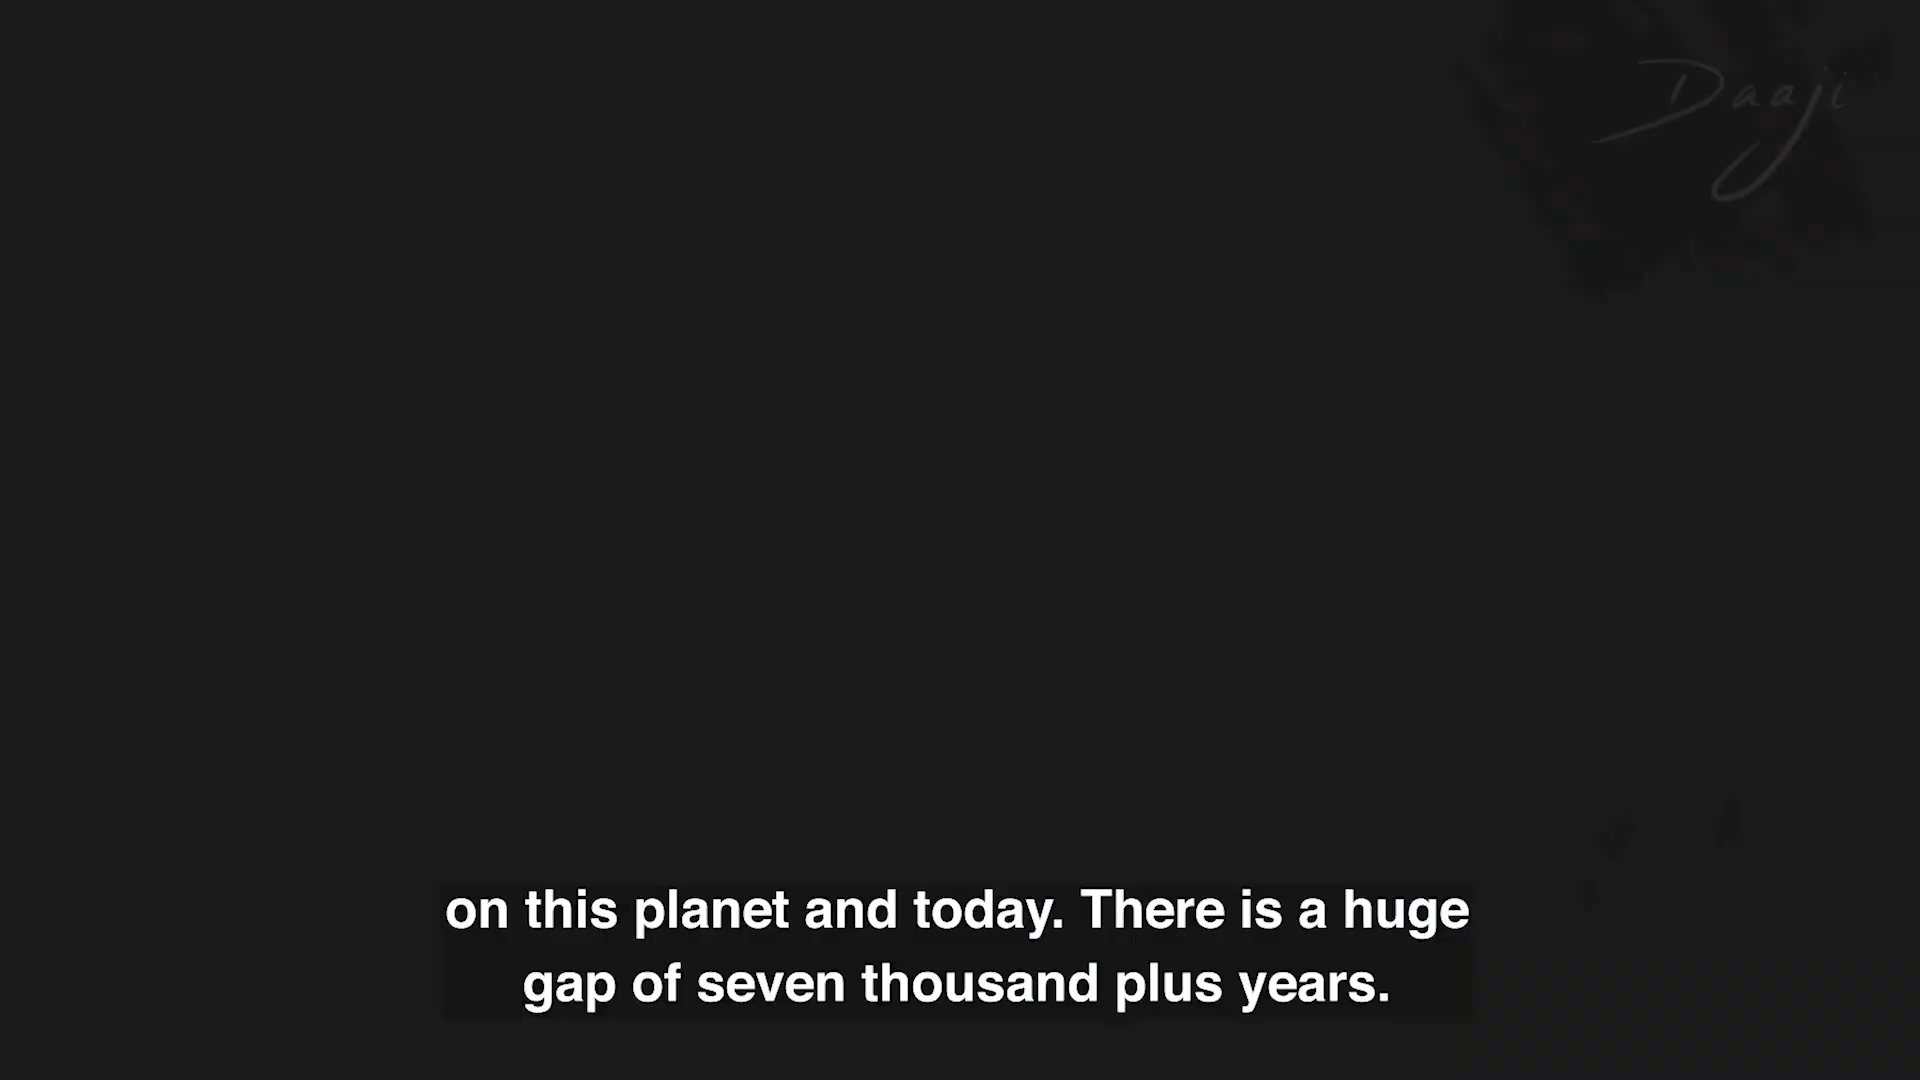 Daaji
on this planet and today. There is a huge
gap of seven thousand plus years.